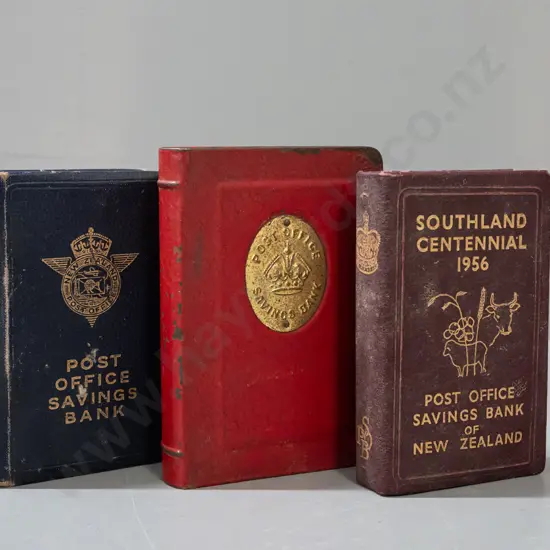 POST
OFFICE
SAVINGS
BANK
POST OFFICE
SAVINGS BANK
SOUTHLAND
CENTENNIAL
1956
POST OFFICE
SAVINGS BANK
OF
NEW ZEALAND